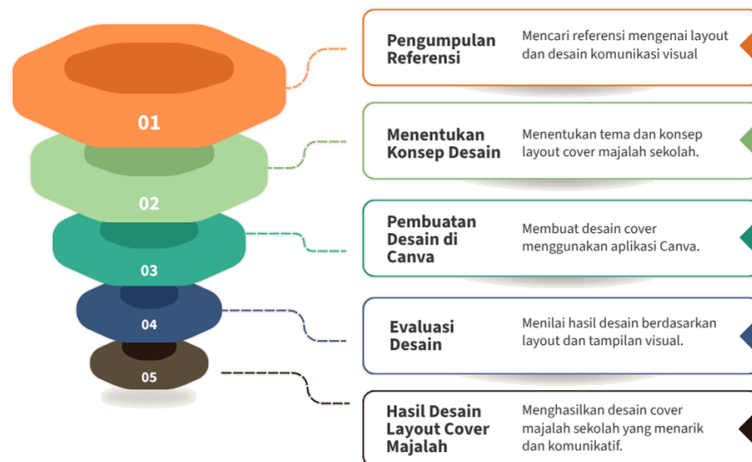 01
Pengumpulan
Referensi
Mencari referensi mengenai layout
dan desain komunikasi visual
02
Menentukan
Konsep Desain
Menentukan tema dan konsep
layout cover majalah sekolah.
03
Pembuatan
Desain di
Canva
Membuat desain cover
menggunakan aplikasi Canva.
04
Evaluasi
Desain
Menilai hasil desain berdasarkan
layout dan tampilan visual.
05
Hasil Desain
Layout Cover
Majalah
Menghasilkan desain cover
majalah sekolah yang menarik
dan komunikatif.